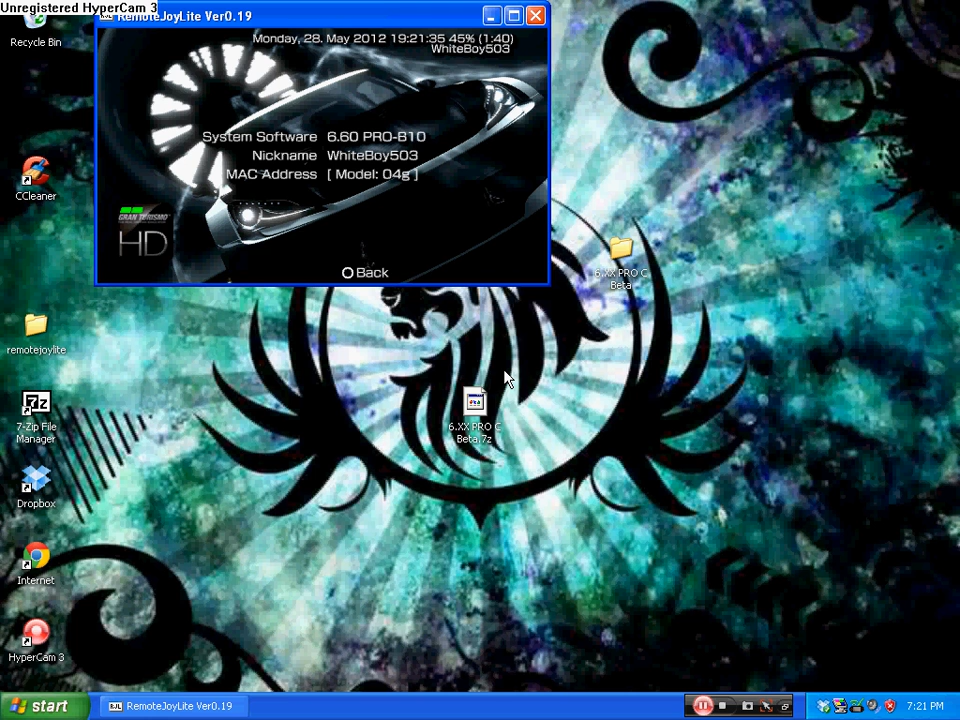 Unregistered HyperCam 3
RemoteJoyLite Ver0.19
Recycle Bin
Monday, 28. May 2012 19:21:35 45% (1:40)
WhiteBoy503
System Software 6.60 PRO-B10
Nickname WhiteBoy503
MAC Address [ Model: 04g ]
GRAN TURISMO
HD
Back
CCleaner
6.XX PRO C
Beta
remotejoylite
7-Zip File
Manager
6.XX PRO C
Beta.7z
Dropbox
Internet
HyperCam 3
start
RJL RemoteJoyLite Ver0.19
7:21 PM